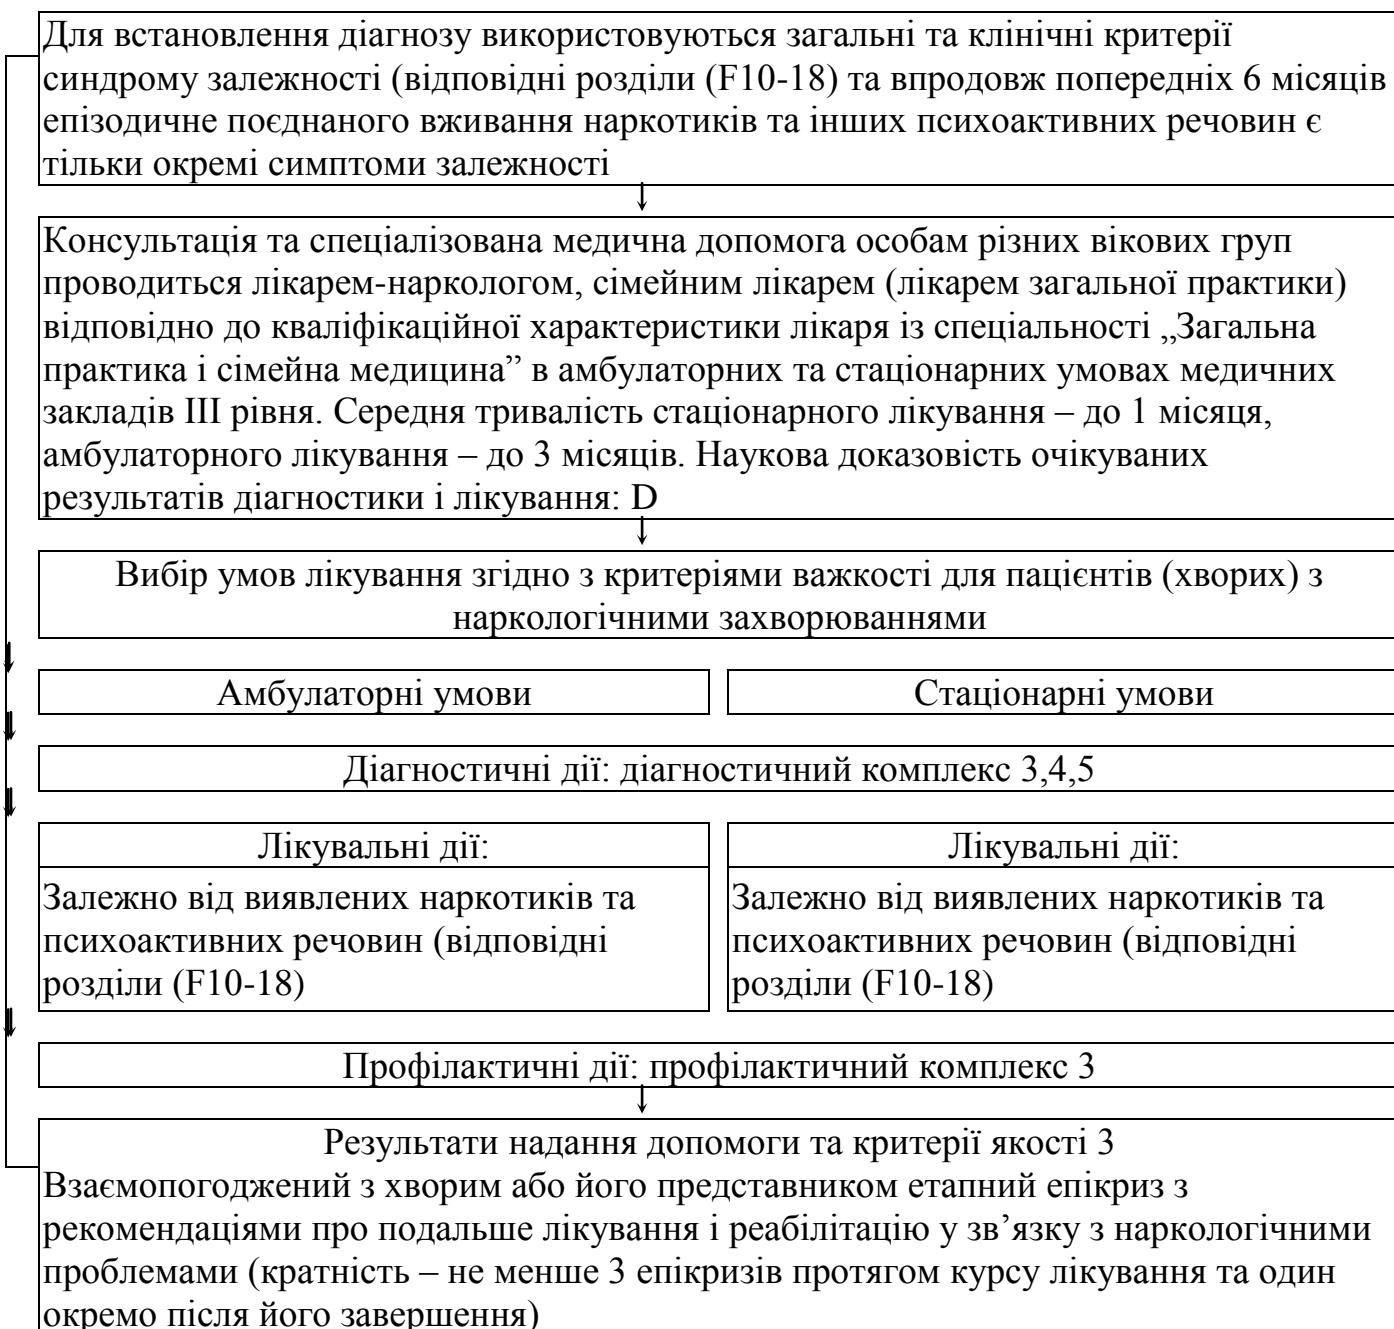 Для встановлення діагнозу використовуються загальні та клінічні критерії
синдрому залежності (відповідні розділи (F10-18) та впродовж попередніх 6 місяців
епізодичне поєднаного вживання наркотиків та інших психоактивних речовин є
тільки окремі симптоми залежності
Консультація та спеціалізована медична допомога особам різних вікових груп
проводиться лікарем-наркологом, сімейним лікарем (лікарем загальної практики)
відповідно до кваліфікаційної характеристики лікаря із спеціальності „Загальна
практика і сімейна медицина” в амбулаторних та стаціонарних умовах медичних
закладів III рівня. Середня тривалість стаціонарного лікування – до 1 місяця,
амбулаторного лікування – до 3 місяців. Наукова доказовість очікуваних
результатів діагностики і лікування: D
Вибір умов лікування згідно з критеріями важкості для пацієнтів (хворих) з
наркологічними захворюваннями
Амбулаторні умови
Стаціонарні умови
Діагностичні дії: діагностичний комплекс 3,4,5
Лікувальні дії:
Залежно від виявлених наркотиків та
психоактивних речовин (відповідні
розділи (F10-18)
Лікувальні дії:
Залежно від виявлених наркотиків та
психоактивних речовин (відповідні
розділи (F10-18)
Профілактичні дії: профілактичний комплекс 3
Результати надання допомоги та критерії якості 3
Взаємопогоджений з хворим або його представником етапний епікриз з
рекомендаціями про подальше лікування і реабілітацію у зв’язку з наркологічними
проблемами (кратність – не менше 3 епікризів протягом курсу лікування та один
окремо після його завершення)